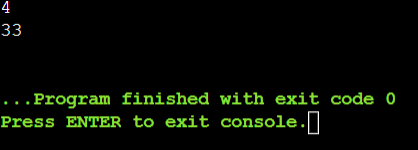 4
33
...Program finished with exit code 0
Press ENTER to exit console.